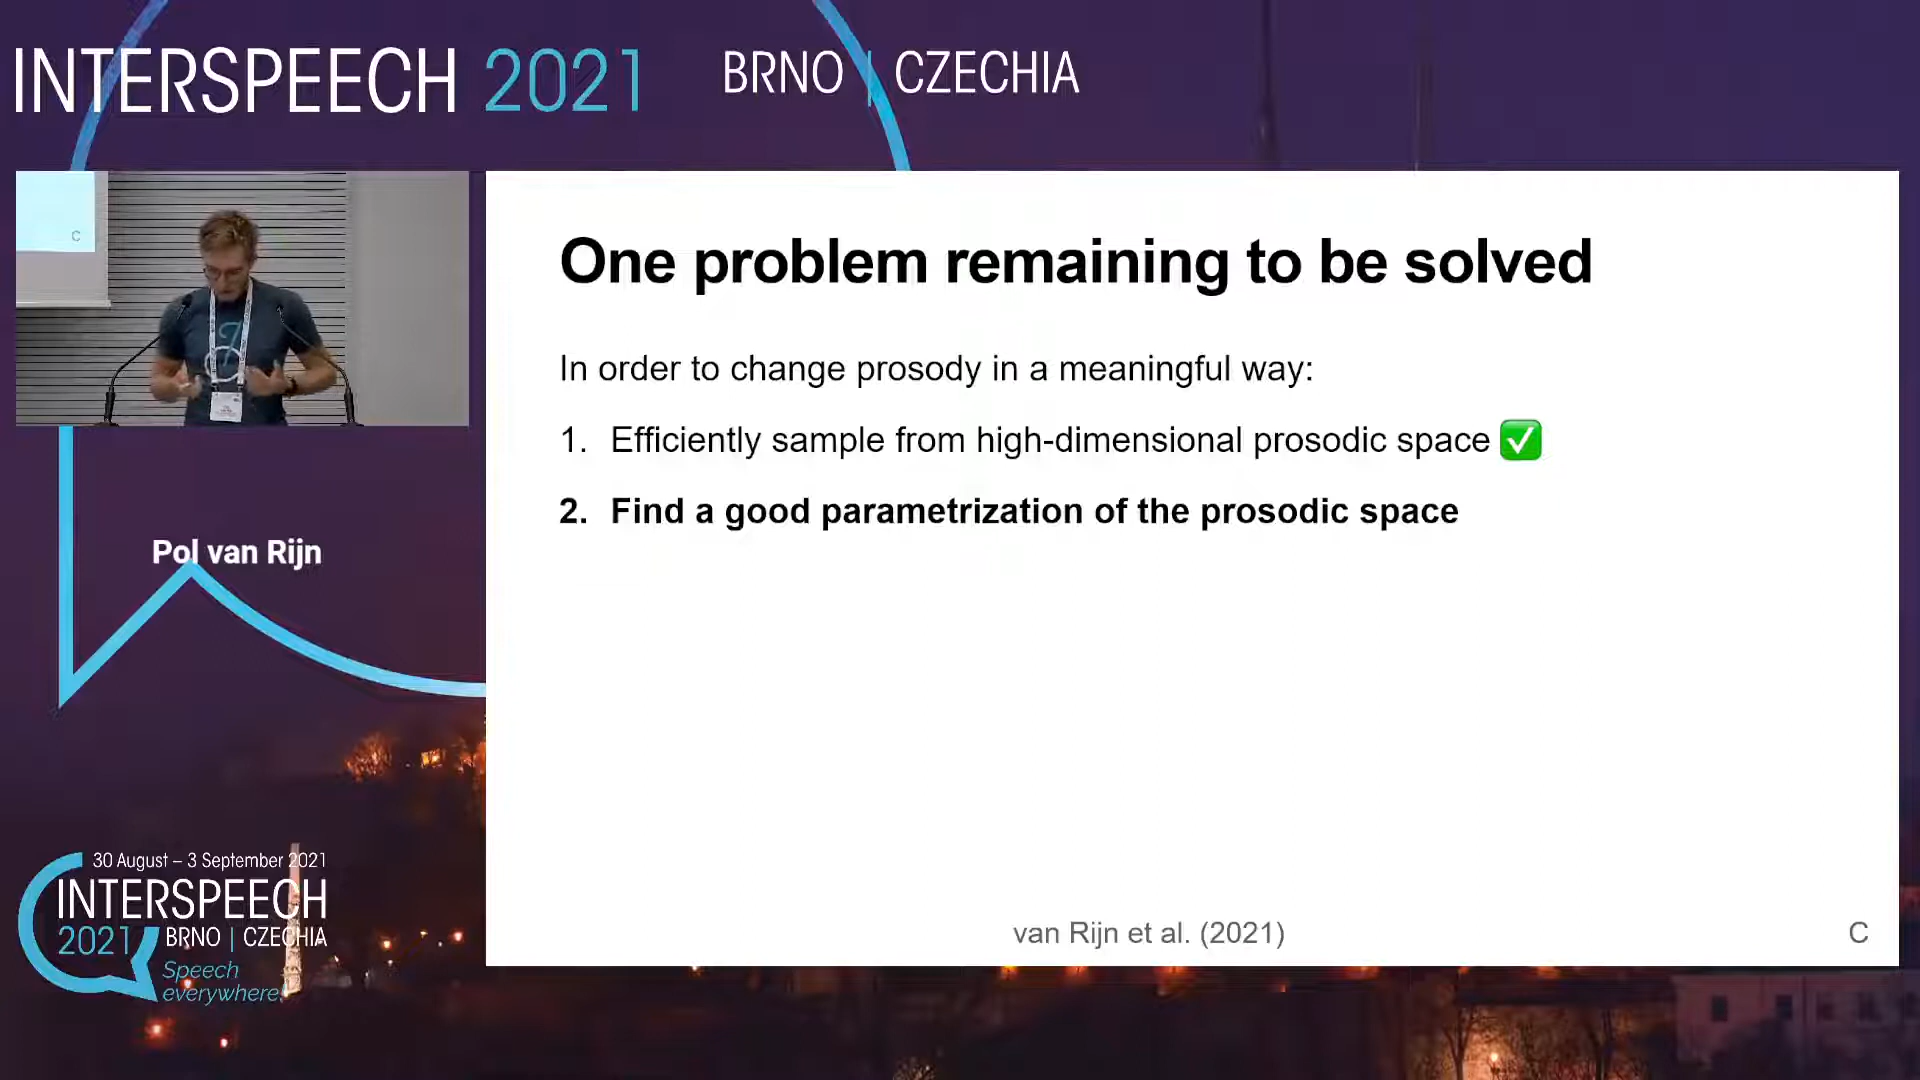 INTERSPEECH 2021 BRNO | CZECHIA
C
Pol van Rijn
One problem remaining to be solved
In order to change prosody in a meaningful way:
1. Efficiently sample from high-dimensional prosodic space ✅
2. Find a good parametrization of the prosodic space
van Rijn et al. (2021)
C
30 August – 3 September 2021
INTERSPEECH
2021 BRNO | CZECHIA
Speech
everywhere!